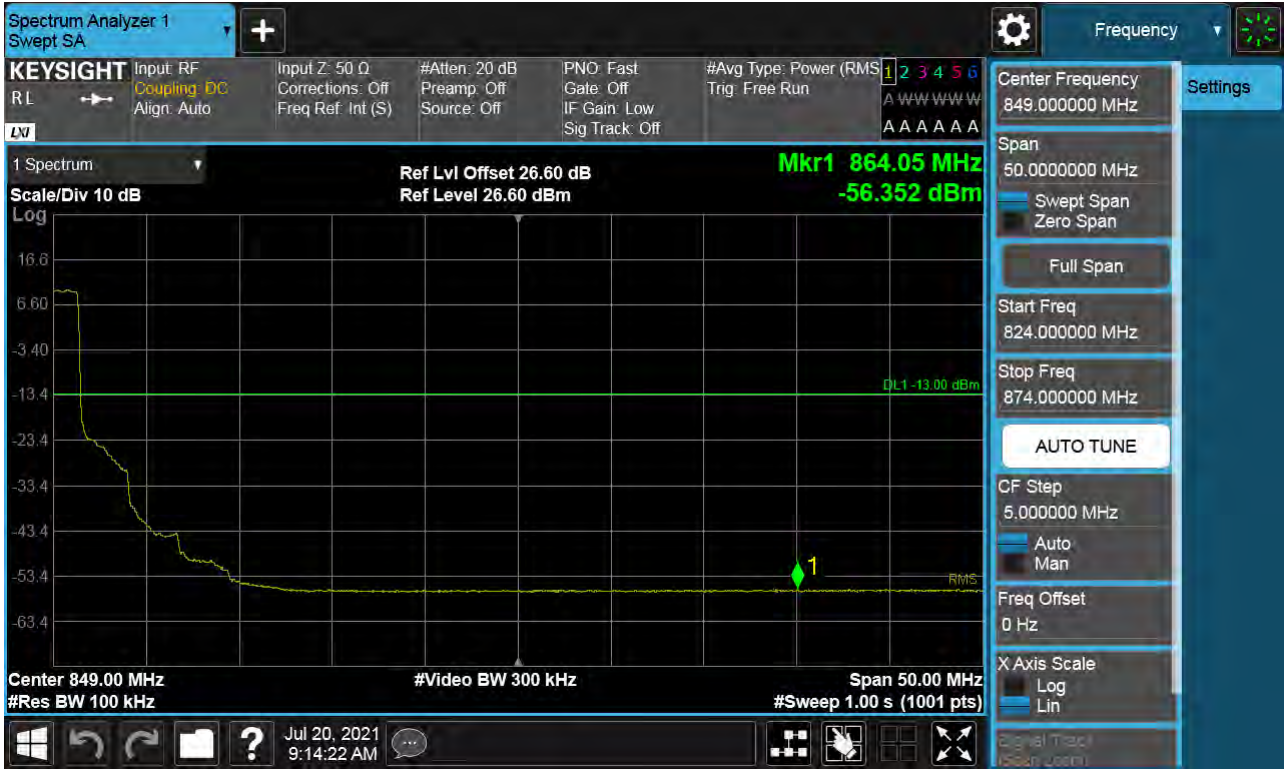 Spectrum Analyzer 1
Swept SA
Frequency
KEYSIGHT
R L
LXI
Input: RF
Coupling: DC
Align: Auto
Input Z: 50 Ω
Corrections: Off
Freq Ref: Int (S)
#Atten: 20 dB
Preamp: Off
Source: Off
PNO: Fast
Gate: Off
IF Gain: Low
Sig Track: Off
#Avg Type: Power (RMS
Trig: Free Run
1 2 3 4 5 6
A W W W W W
A A A A A A
1 Spectrum
Scale/Div 10 dB
Log
Ref Lvl Offset 26.60 dB
Ref Level 26.60 dBm
Mkr1 864.05 MHz
-56.352 dBm
16.6
6.60
-3.40
-13.4
-23.4
-33.4
-43.4
-53.4
-63.4
DL1 -13.00 dBm
1
RMS
Center 849.00 MHz
#Res BW 100 kHz
#Video BW 300 kHz
Span 50.00 MHz
#Sweep 1.00 s (1001 pts)
Center Frequency
849.000000 MHz
Span
50.0000000 MHz
Swept Span
Zero Span
Full Span
Start Freq
824.000000 MHz
Stop Freq
874.000000 MHz
AUTO TUNE
CF Step
5.000000 MHz
Auto
Man
Freq Offset
0 Hz
X Axis Scale
Log
Lin
Signal Track
(Span Zoom)
Settings
?
Jul 20, 2021
9:14:22 AM